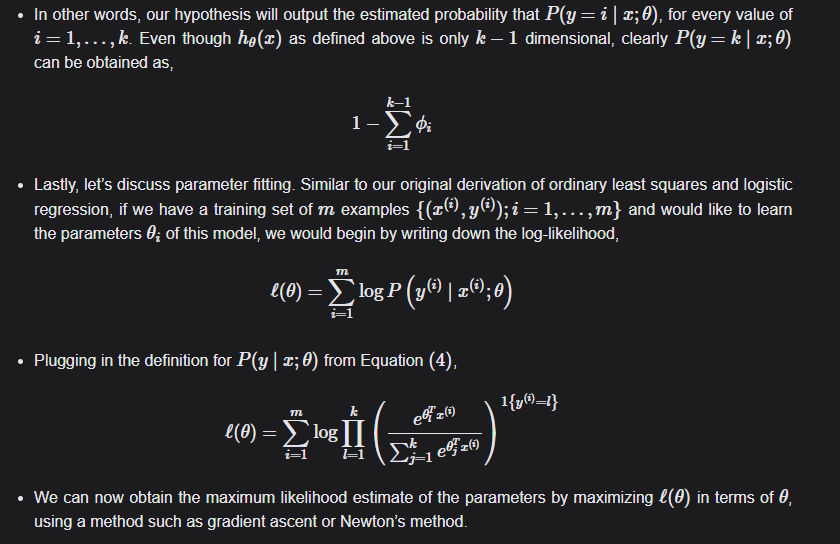 • In other words, our hypothesis will output the estimated probability that P(y = i | x; θ), for every value of
i = 1, . . . , k. Even though hθ(x) as defined above is only k − 1 dimensional, clearly P(y = k | x; θ)
can be obtained as,
1 − ∑_{i=1}^{k−1} ϕ_i
• Lastly, let's discuss parameter fitting. Similar to our original derivation of ordinary least squares and logistic
regression, if we have a training set of m examples {(x^{(i)}, y^{(i)}); i = 1, . . . , m} and would like to learn
the parameters θ_i of this model, we would begin by writing down the log-likelihood,
ℓ(θ) = ∑_{i=1}^{m} log P (y^{(i)} | x^{(i)}; θ)
• Plugging in the definition for P(y | x; θ) from Equation (4),
ℓ(θ) = ∑_{i=1}^{m} log ∏_{l=1}^{k} ( e^{θ_l^T x^{(i)}} / ∑_{j=1}^{k} e^{θ_j^T x^{(i)}} )^{1{y^{(i)}=l}}
• We can now obtain the maximum likelihood estimate of the parameters by maximizing ℓ(θ) in terms of θ,
using a method such as gradient ascent or Newton's method.